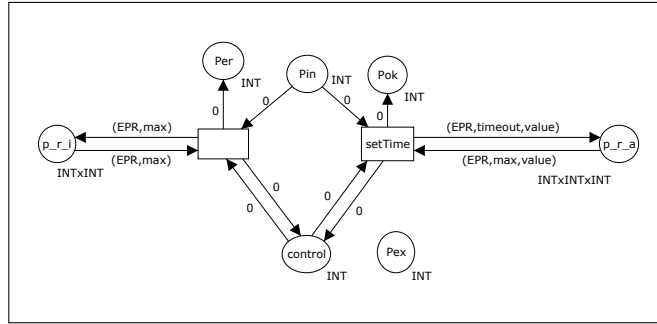 Per
INT
Pin
INT
Pok
INT
0
0
0
0
(EPR,max)
p_r_i
(EPR,max)
INTxINT
setTime
(EPR,timeout,value)
p_r_a
(EPR,max,value)
INTxINTxINT
0
0
0
0
control
INT
Pex
INT